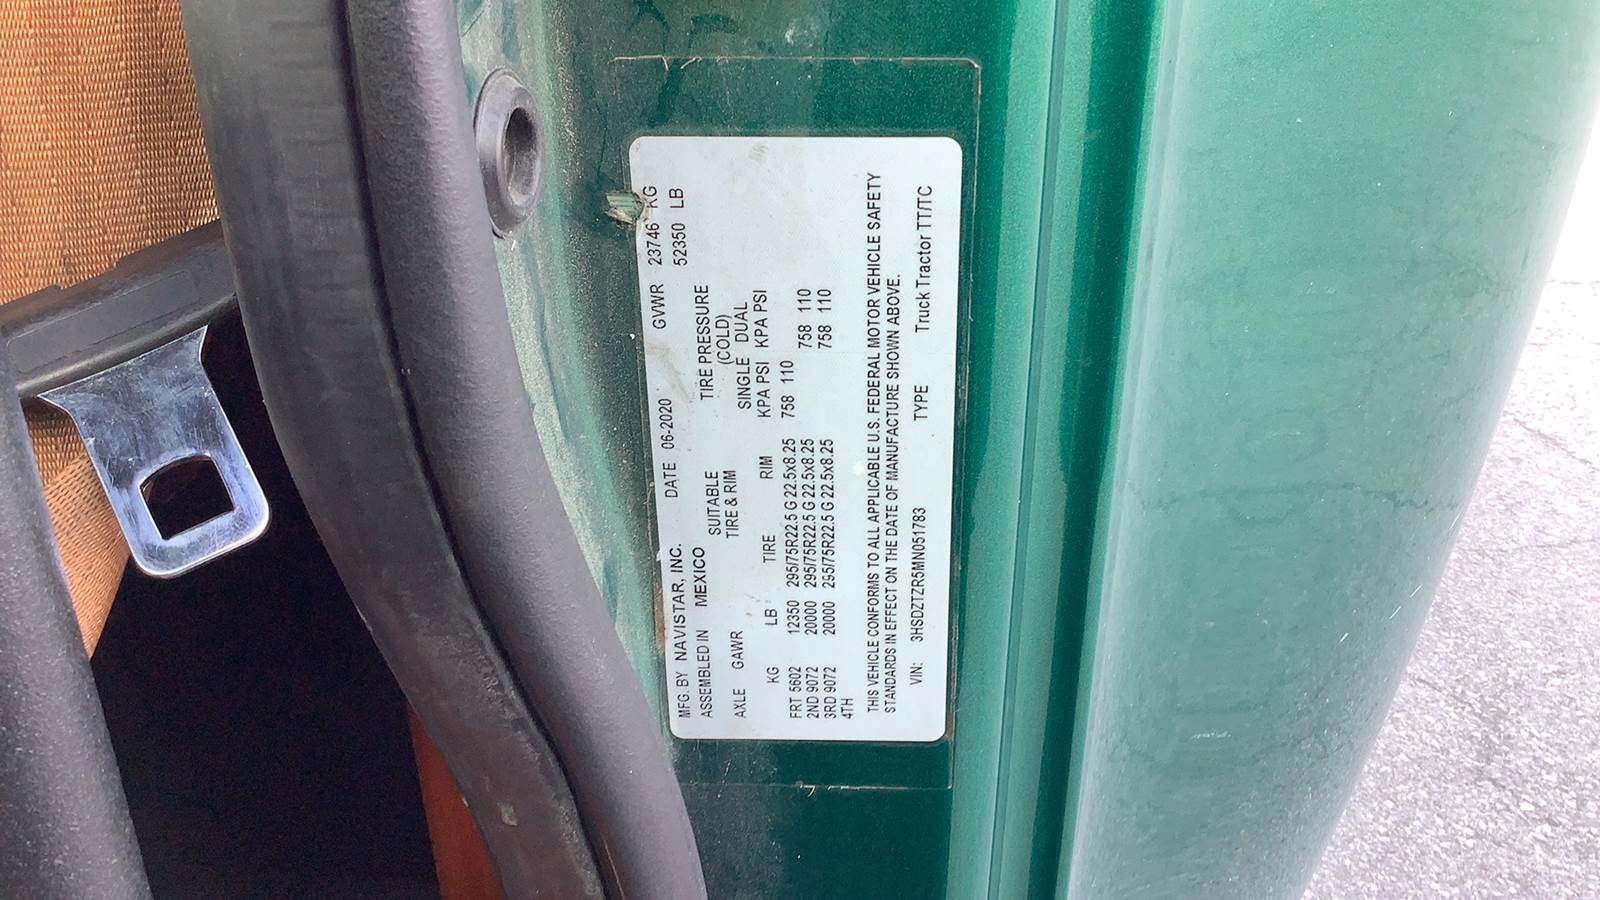 MFG. BY NAVISTAR, INC. DATE 06-2020 GVWR 23746 KG
ASSEMBLED IN MEXICO 52350 LB
SUITABLE TIRE PRESSURE
TIRE & RIM (COLD)
AXLE GAWR SINGLE DUAL
KG LB TIRE RIM KPA PSI KPA PSI
FRT 5602 12350 295/75R22.5 G 22.5x8.25 758 110
2ND 9072 20000 295/75R22.5 G 22.5x8.25 758 110
3RD 9072 20000 295/75R22.5 G 22.5x8.25 758 110
4TH
THIS VEHICLE CONFORMS TO ALL APPLICABLE U.S. FEDERAL MOTOR VEHICLE SAFETY
STANDARDS IN EFFECT ON THE DATE OF MANUFACTURE SHOWN ABOVE.
VIN: 3HSDZTZR5MN051783 TYPE Truck Tractor TT/TC